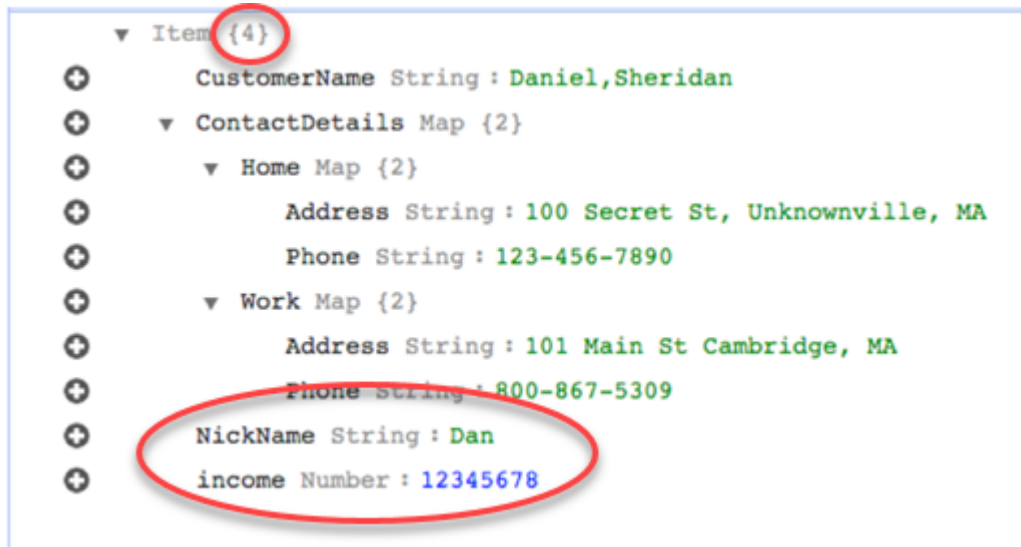 Item {4}
CustomerName String : Daniel,Sheridan
ContactDetails Map {2}
Home Map {2}
Address String : 100 Secret St, Unknownville, MA
Phone String : 123-456-7890
Work Map {2}
Address String : 101 Main St Cambridge, MA
Phone String : 800-867-5309
NickName String : Dan
income Number : 12345678